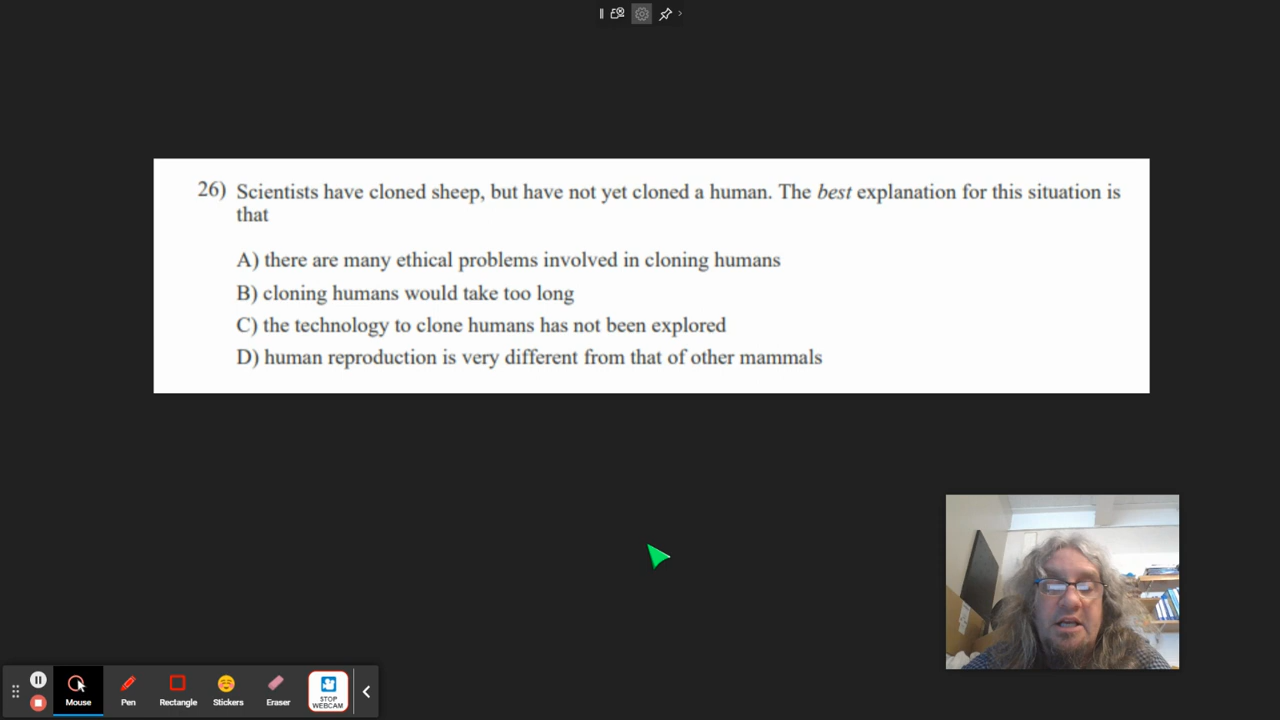 26) Scientists have cloned sheep, but have not yet cloned a human. The best explanation for this situation is
that
A) there are many ethical problems involved in cloning humans
B) cloning humans would take too long
C) the technology to clone humans has not been explored
D) human reproduction is very different from that of other mammals
Mouse
Pen
Rectangle
Stickers
Eraser
STOP
WEBCAM